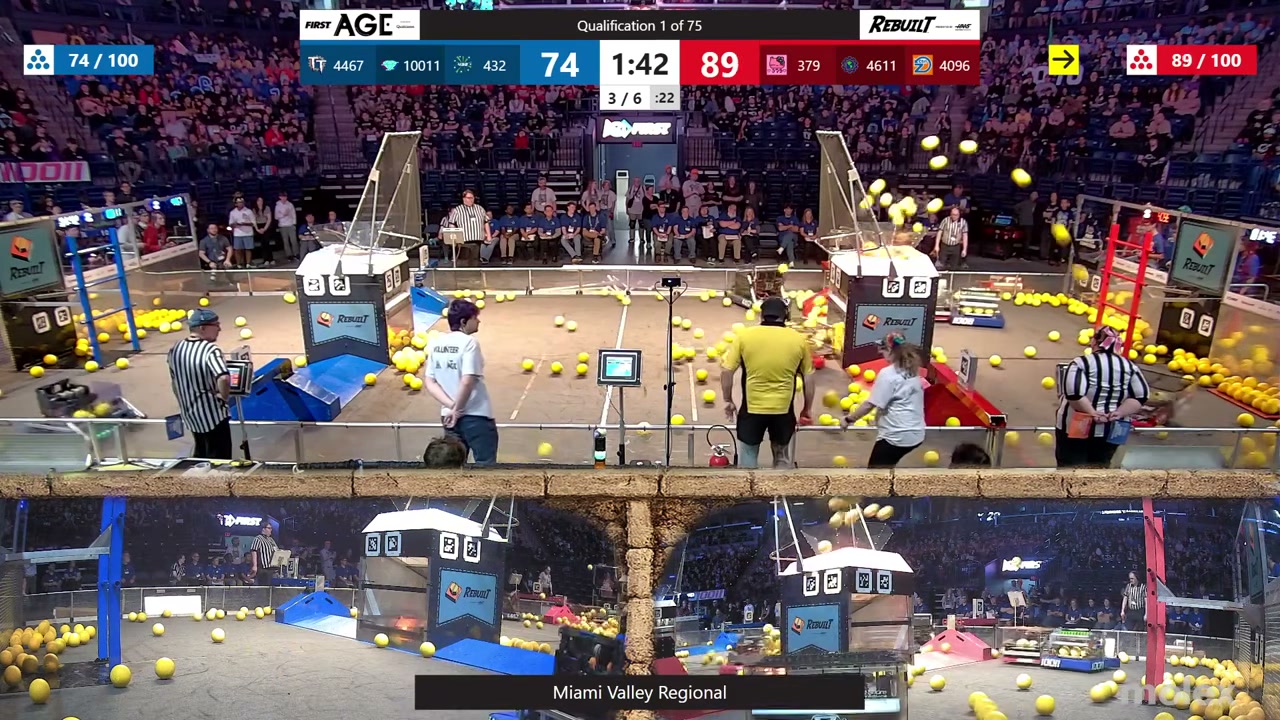 FIRST AGE
Qualification 1 of 75
REBUILT
74 / 100
4467
10011
432
74
1:42
89
379
4611
4096
89 / 100
3 / 6
:22
REBUILT
REBUILT
REBUILT
REBUILT
VOLUNTEER
FIRST
REBUILT
REBUILT
Miami Valley Regional